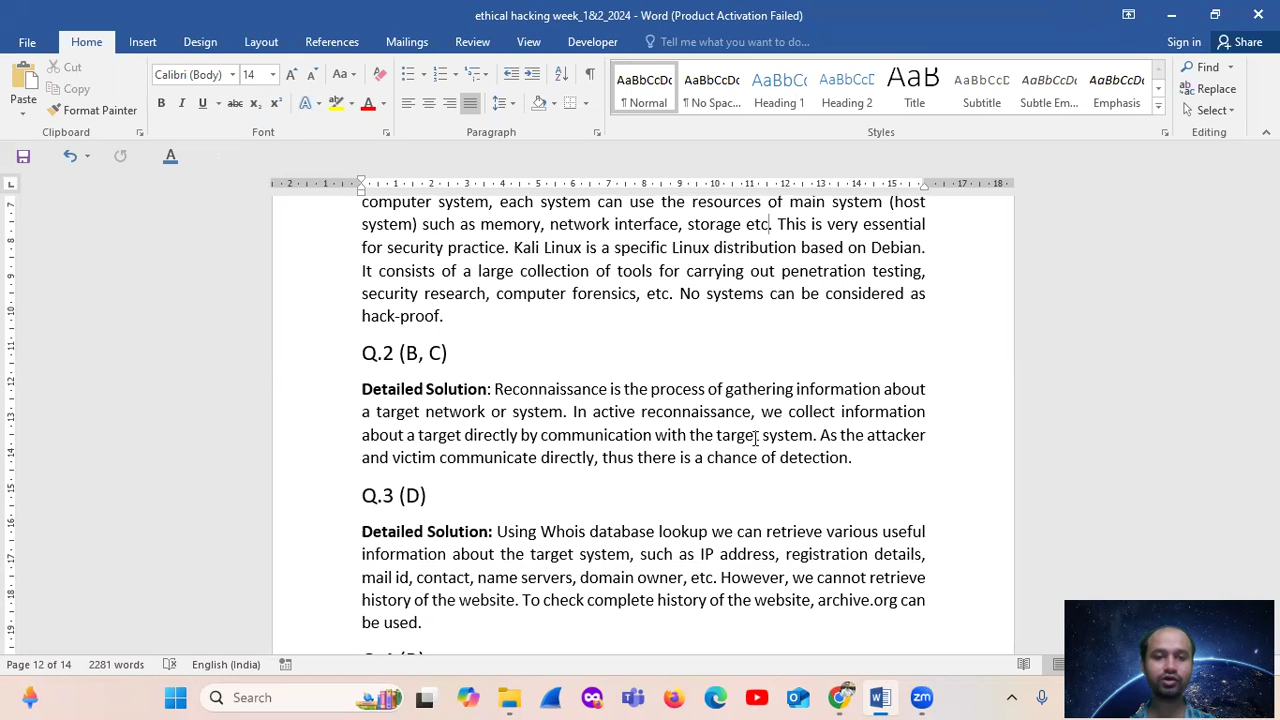 ethical hacking week_1&2_2024 - Word (Product Activation Failed)
File Home Insert Design Layout References Mailings Review View Developer Tell me what you want to do... Sign in Share
Cut
Copy
Format Painter
Paste
Calibri (Body) 14
AaBbCcDc AaBbCcDc AaBbCc AaBbCcD AaB AaBbCcD AaBbCcDc AaBbCcDc
¶ Normal ¶ No Spac... Heading 1 Heading 2 Title Subtitle Subtle Em... Emphasis
Find
Replace
Select
Clipboard Font Paragraph Styles Editing
computer system, each system can use the resources of main system (host
system) such as memory, network interface, storage etc. This is very essential
for security practice. Kali Linux is a specific Linux distribution based on Debian.
It consists of a large collection of tools for carrying out penetration testing,
security research, computer forensics, etc. No systems can be considered as
hack-proof.
Q.2 (B, C)
Detailed Solution: Reconnaissance is the process of gathering information about
a target network or system. In active reconnaissance, we collect information
about a target directly by communication with the target system. As the attacker
and victim communicate directly, thus there is a chance of detection.
Q.3 (D)
Detailed Solution: Using Whois database lookup we can retrieve various useful
information about the target system, such as IP address, registration details,
mail id, contact, name servers, domain owner, etc. However, we cannot retrieve
history of the website. To check complete history of the website, archive.org can
be used.
Page 12 of 14 2281 words English (India)
Search